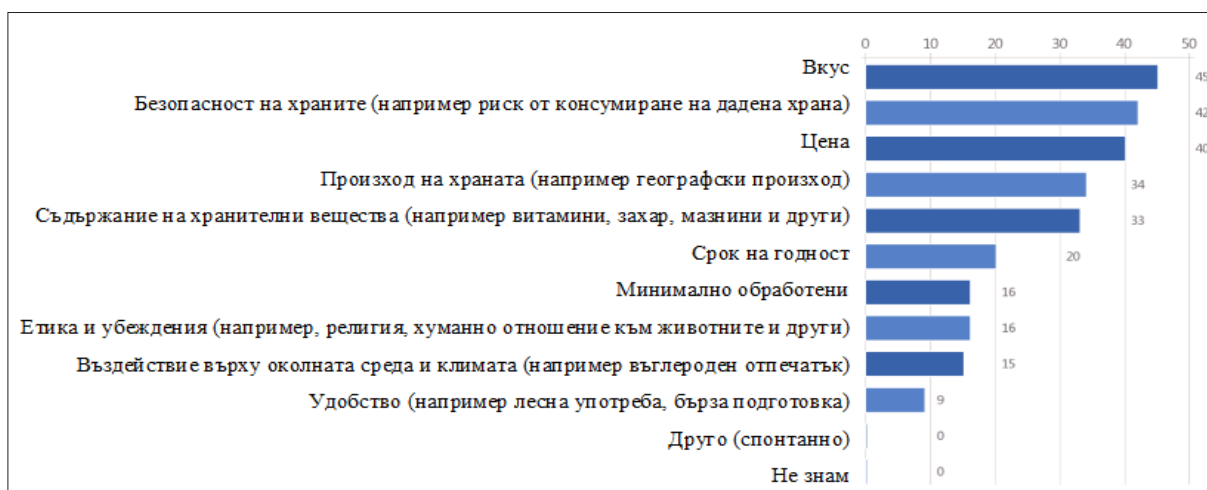 0 10 20 30 40 50
Вкус 45
Безопасност на храните (например риск от консумиране на дадена храна) 42
Цена 40
Произход на храната (например географски произход) 34
Съдържание на хранителни вещества (например витамини, захар, мазнини и други) 33
Срок на годност 20
Минимално обработени 16
Етика и убеждения (например, религия, хуманно отношение към животните и други) 16
Въздействие върху околната среда и климата (например въглероден отпечатък) 15
Удобство (например лесна употреба, бърза подготовка) 9
Друго (спонтанно) 0
Не знам 0